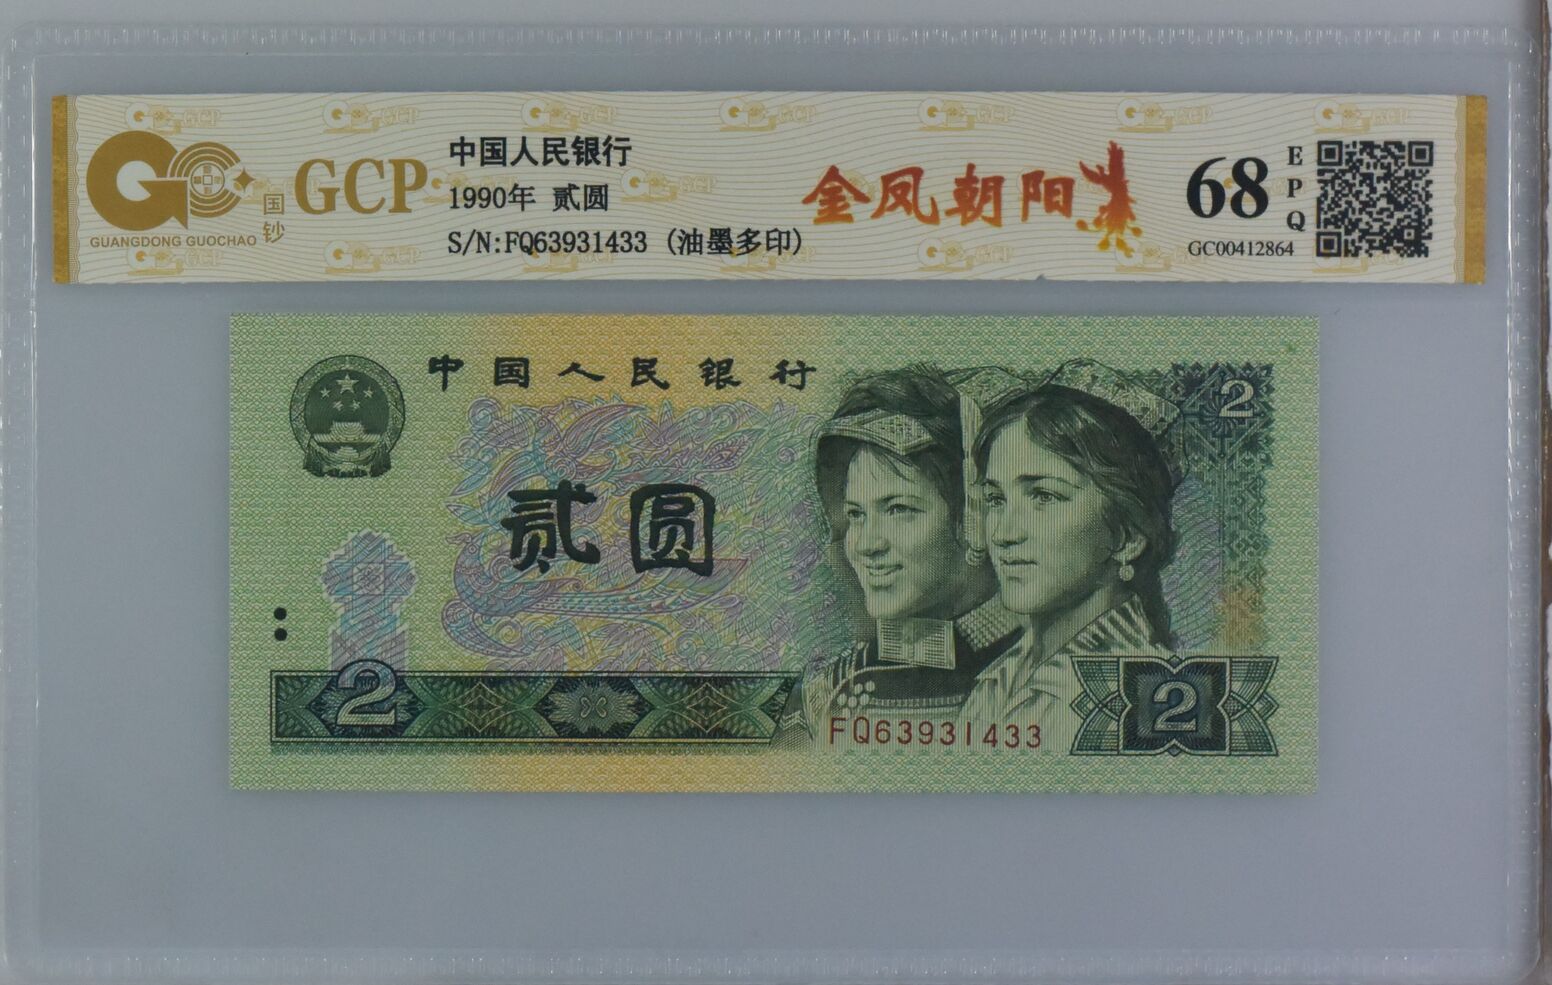 GCP
国钞
GUANGDONG GUOCHAO
中国人民银行
1990年 贰圆
S/N:FQ63931433 (油墨多印)
金凤朝阳
68
EPQ
GC00412864
中国人民银行
2
贰圆
2
FQ63931433
2